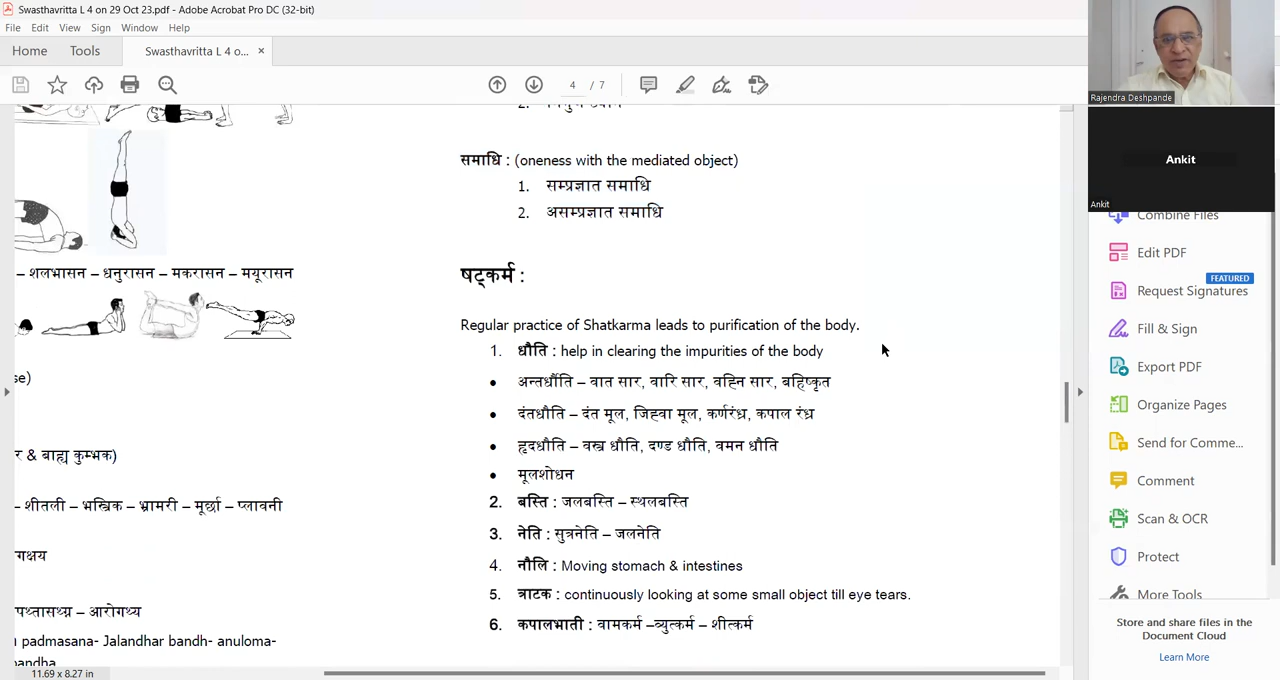 Swasthavritta L 4 on 29 Oct 23.pdf - Adobe Acrobat Pro DC (32-bit)
File Edit View Sign Window Help
Home Tools Swasthavritta L 4 o... ×
4 / 7
Rajendra Deshpande
Ankit
Ankit
समाधि : (oneness with the mediated object)
1. सम्प्रज्ञात समाधि
2. असम्प्रज्ञात समाधि
– शलभासन – धनुरासन – मकरासन – मयूरासन
se)
र & बाह्य कुम्भक)
– शीतली – भस्त्रिक – भ्रामरी – मूर्छा – प्लावनी
गक्षय
– आरोगथ्य
padmasana- Jalandhar bandh- anuloma-
bandha
षट्कर्म :
Regular practice of Shatkarma leads to purification of the body.
1. धौति : help in clearing the impurities of the body
• अन्तर्धौति – वात सार, वारि सार, वह्नि सार, बहिष्कृत
• दंतधौति – दंत मूल, जिह्वा मूल, कर्णरंध्र, कपाल रंध्र
• हृदधौति – वस्त्र धौति, दण्ड धौति, वमन धौति
• मूलशोधन
2. बस्ति : जलबस्ति – स्थलबस्ति
3. नेति : सुत्रनेति – जलनेति
4. नौलि : Moving stomach & intestines
5. त्राटक : continuously looking at some small object till eye tears.
6. कपालभाती : वामकर्म –व्युत्कर्म – शीत्कर्म
11.69 x 8.27 in
Combine Files
Edit PDF
FEATURED
Request Signatures
Fill & Sign
Export PDF
Organize Pages
Send for Comme...
Comment
Scan & OCR
Protect
More Tools
Store and share files in the
Document Cloud
Learn More